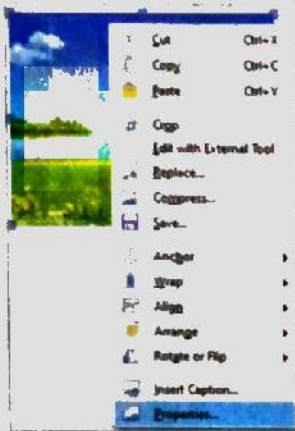 Cut Ctrl+X
Copy Ctrl+C
Paste Ctrl+V
Crop
Edit with External Tool
Replace...
Compress...
Save...
Anchor
Wrap
Align
Arrange
Rotate or Flip
Insert Caption...
Properties...